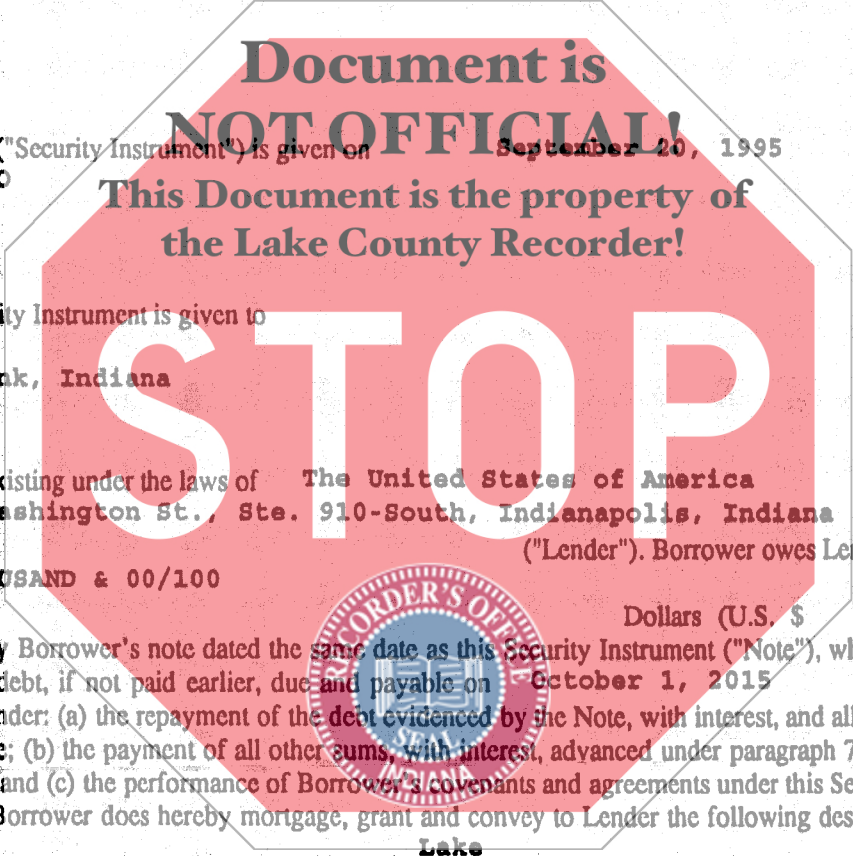 Document is
NOT OFFICIAL!
("Security Instrument") is given on September 20, 1995
This Document is the property of
the Lake County Recorder!
ity Instrument is given to
STOP
nk, Indiana
isting under the laws of The United States of America
ashington St., Ste. 910-South, Indianapolis, Indiana
("Lender"). Borrower owes Len
USAND & 00/100
RECORDER'S OFFICE
Dollars (U.S. $
y Borrower's note dated the same date as this Security Instrument ("Note"), wh
debt, if not paid earlier, due and payable on October 1, 2015
nder: (a) the repayment of the debt evidenced by the Note, with interest, and all
e; (b) the payment of all other sums, with interest, advanced under paragraph 7
SEAL
INDIANA
and (c) the performance of Borrower's covenants and agreements under this Se
Borrower does hereby mortgage, grant and convey to Lender the following des
Lake